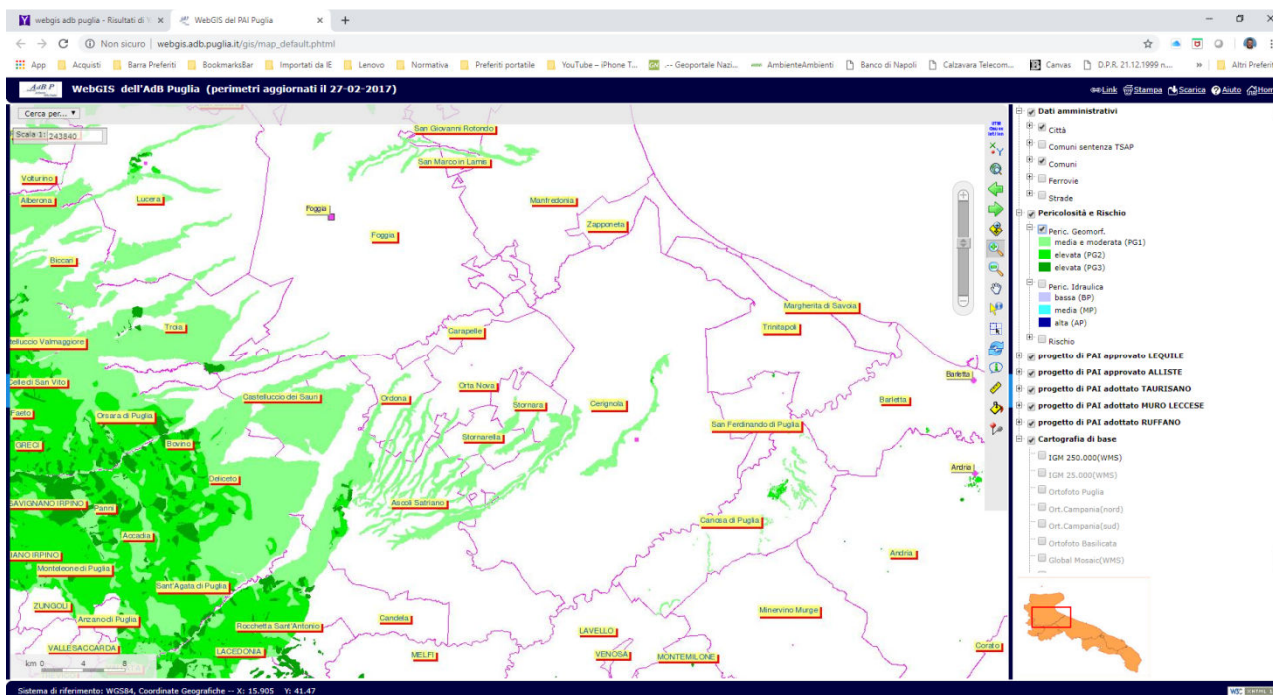 webgis adb puglia - Risultati di
WebGIS del PAI Puglia
Non sicuro | webgis.adb.puglia.it/gis/map_default.phtml
App Acquisti Barra Preferiti BookmarksBar Importati da IE Lenovo Normativa Preferiti portatile YouTube – iPhone T... .-- Geoportale Nazi... AmbienteAmbienti Banco di Napoli Calzavara Telecom... Canvas D.P.R. 21.12.1999 n... » Altri Preferiti
AdB P WebGIS dell'AdB Puglia (perimetri aggiornati il 27-02-2017) Link Stampa Scarica Aiuto Hom
Cerca per...
Scala 1: 243840
San Giovanni Rotondo
San Marco in Lamis
Volturino
Alberona
Lucera
Foggia
Manfredonia
Zapponeta
Foggia
Biccari
Margherita di Savoia
Troia
Carapelle
Trinitapoli
elluccio Valmaggiore
Celle di San Vito
Orta Nova
Barletta
Castelluccio dei Sauri
Ordona
Stornara
Cerignola
Barletta
Faeto
Orsara di Puglia
San Ferdinando di Puglia
GRECI
Bovino
Stornarella
Andria
Deliceto
SAVIGNANO IRPINO
Panni
Ascoli Satriano
Canosa di Puglia
Accadia
IANO IRPINO
Andria
Monteleone di Puglia
Sant'Agata di Puglia
ZUNGOLI
Anzano di Puglia
Rocchetta Sant'Antonio
Candela
Minervino Murge
LAVELLO
VALLESACCARDA
LACEDONIA
MELFI
VENOSA
MONTEMILONE
Corato
km 0 4 8
Dati amministrativi
Città
Comuni sentenza TSAP
Comuni
Ferrovie
Strade
Pericolosità e Rischio
Peric. Geomorf.
media e moderata (PG1)
elevata (PG2)
elevata (PG3)
Peric. Idraulica
bassa (BP)
media (MP)
alta (AP)
Rischio
progetto di PAI approvato LEQUILE
progetto di PAI approvato ALLISTE
progetto di PAI adottato TAURISANO
progetto di PAI adottato MURO LECCESE
progetto di PAI adottato RUFFANO
Cartografia di base
IGM 250.000(WMS)
IGM 25.000(WMS)
Ortofoto Puglia
Ort.Campania(nord)
Ort.Campania(sud)
Ortofoto Basilicata
Global Mosaic(WMS)
Sistema di riferimento: WGS84, Coordinate Geografiche -- X: 15.905 Y: 41.47